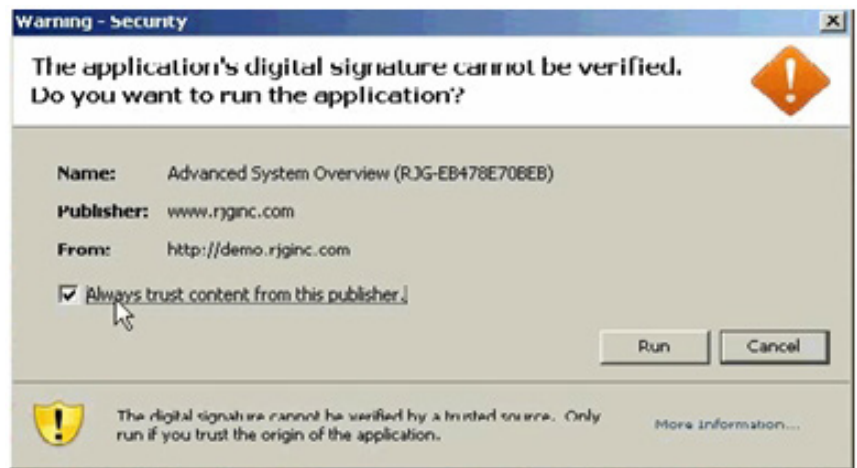 Warning - Security
The application's digital signature cannot be verified.
Do you want to run the application?
Name: Advanced System Overview (RJG-EB478E70BEB)
Publisher: www.rjginc.com
From: http://demo.rjginc.com
Always trust content from this publisher.
Run Cancel
The digital signature cannot be verified by a trusted source. Only
run if you trust the origin of the application.
More Information...